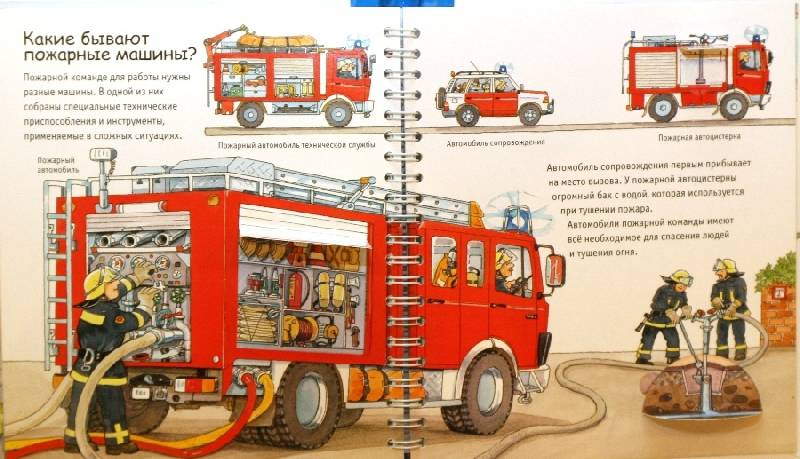 Какие бывают
пожарные машины?
Пожарной команде для работы нужны
разные машины. В одной из них
собраны специальные технические
приспособления и инструменты,
применяемые в сложных ситуациях.
Пожарный автомобиль технической службы
Автомобиль сопровождения
Пожарная автоцистерна
Пожарный
автомобиль
Автомобиль сопровождения первым прибывает
на место вызова. У пожарной автоцистерны
огромный бак с водой, которая используется
при тушении пожара.
Автомобили пожарной команды имеют
всё необходимое для спасения людей
и тушения огня.